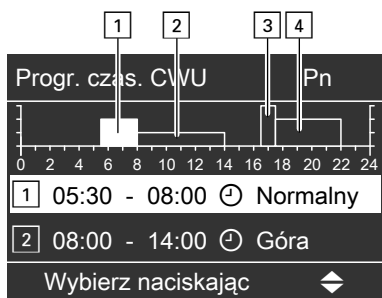 1 2 3 4
Progr. czas. CWU Pn
0 2 4 6 8 10 12 14 16 18 20 22 24
1 05:30 - 08:00 Normalny
2 08:00 - 14:00 Góra
Wybierz naciskając